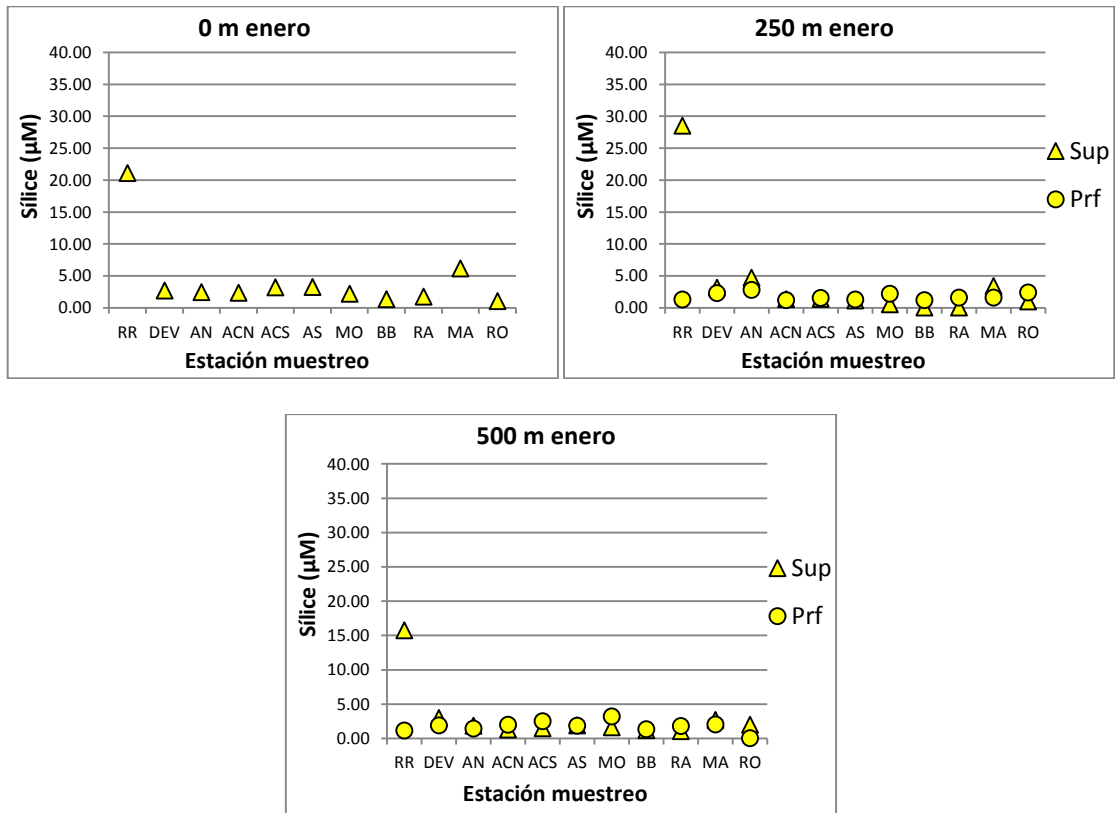 0 m enero
40.00
35.00
30.00
25.00
20.00
15.00
10.00
5.00
0.00
Sílice (µM)
RR DEV AN ACN ACS AS MO BB RA MA RO
Estación muestreo
250 m enero
40.00
35.00
30.00
25.00
20.00
15.00
10.00
5.00
0.00
Sílice (µM)
RR DEV AN ACN ACS AS MO BB RA MA RO
Estación muestreo
Sup
Prf
500 m enero
40.00
35.00
30.00
25.00
20.00
15.00
10.00
5.00
0.00
Sílice (µM)
RR DEV AN ACN ACS AS MO BB RA MA RO
Estación muestreo
Sup
Prf